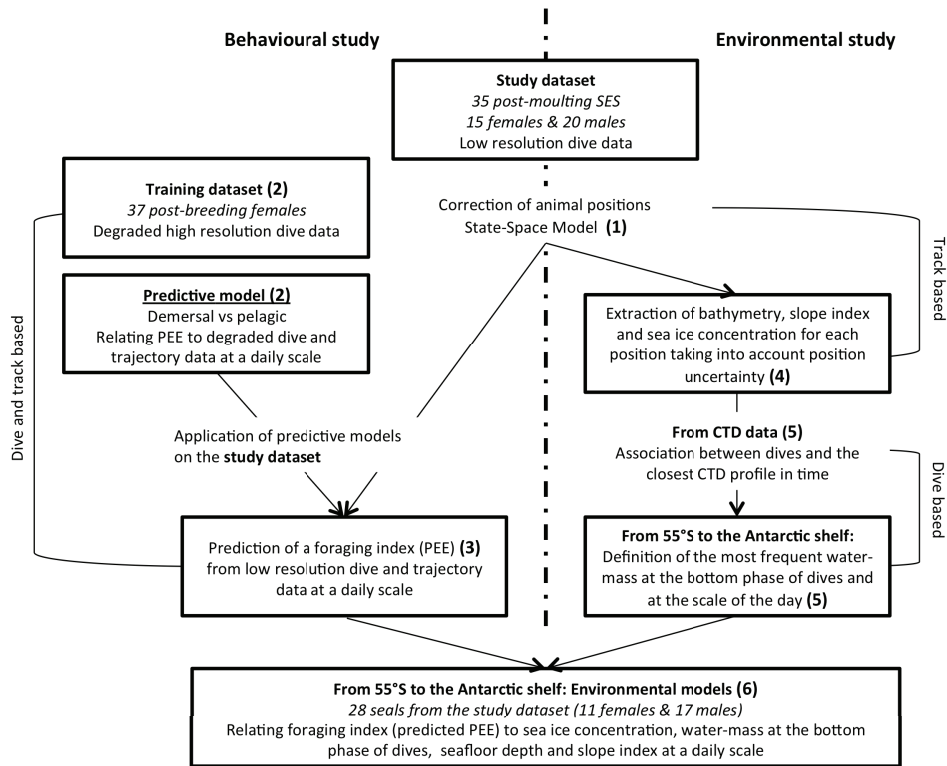 Behavioural study
Environmental study
Study dataset
35 post-moulting SES
15 females & 20 males
Low resolution dive data
Training dataset (2)
37 post-breeding females
Degraded high resolution dive data
Correction of animal positions
State-Space Model (1)
Track based
Predictive model (2)
Demersal vs pelagic
Relating PEE to degraded dive and
trajectory data at a daily scale
Extraction of bathymetry, slope index
and sea ice concentration for each
position taking into account position
uncertainty (4)
Dive and track based
Application of predictive models
on the study dataset
From CTD data (5)
Association between dives and the
closest CTD profile in time
Dive based
Prediction of a foraging index (PEE) (3)
from low resolution dive and trajectory
data at a daily scale
From 55°S to the Antarctic shelf:
Definition of the most frequent water-
mass at the bottom phase of dives and
at the scale of the day (5)
From 55°S to the Antarctic shelf: Environmental models (6)
28 seals from the study dataset (11 females & 17 males)
Relating foraging index (predicted PEE) to sea ice concentration, water-mass at the bottom
phase of dives, seafloor depth and slope index at a daily scale